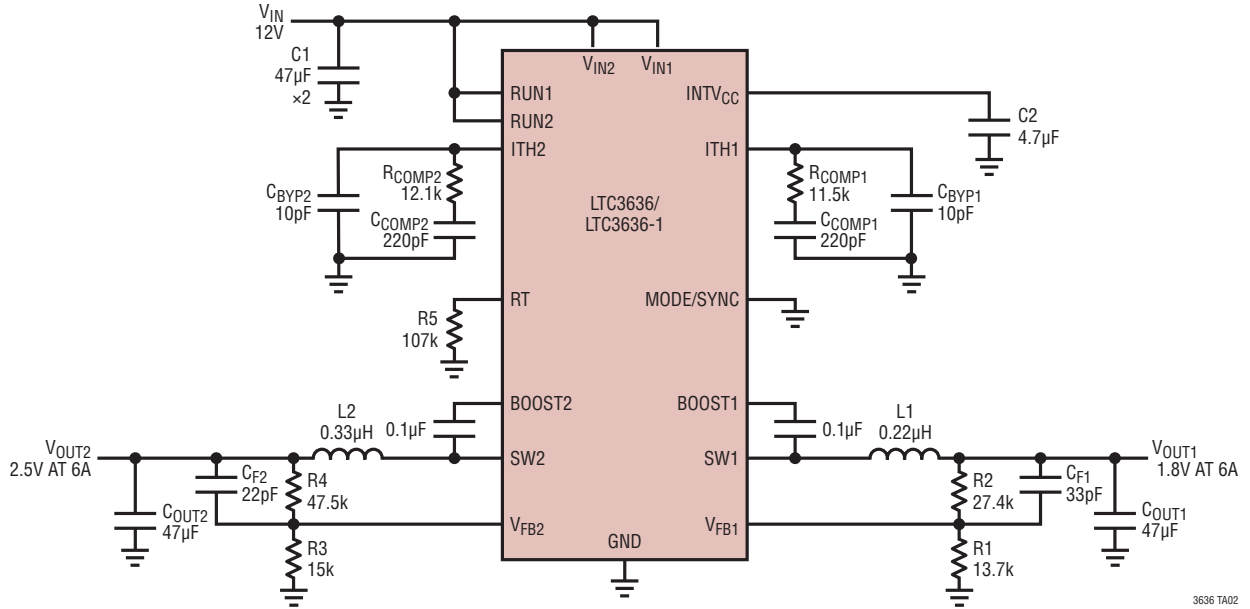 VIN
12V
C1
47µF
×2
VIN2
VIN1
RUN1
RUN2
INTVCC
C2
4.7µF
ITH2
ITH1
RCOMP2
12.1k
CBYP2
10pF
CCOMP2
220pF
LTC3636/
LTC3636-1
RCOMP1
11.5k
CCOMP1
220pF
CBYP1
10pF
RT
MODE/SYNC
R5
107k
BOOST2
BOOST1
L2
0.33µH
0.1µF
0.1µF
L1
0.22µH
SW2
SW1
VOUT2
2.5V AT 6A
CF2
22pF
R4
47.5k
R2
27.4k
CF1
33pF
VOUT1
1.8V AT 6A
COUT2
47µF
COUT1
47µF
VFB2
VFB1
GND
R3
15k
R1
13.7k
3636 TA02